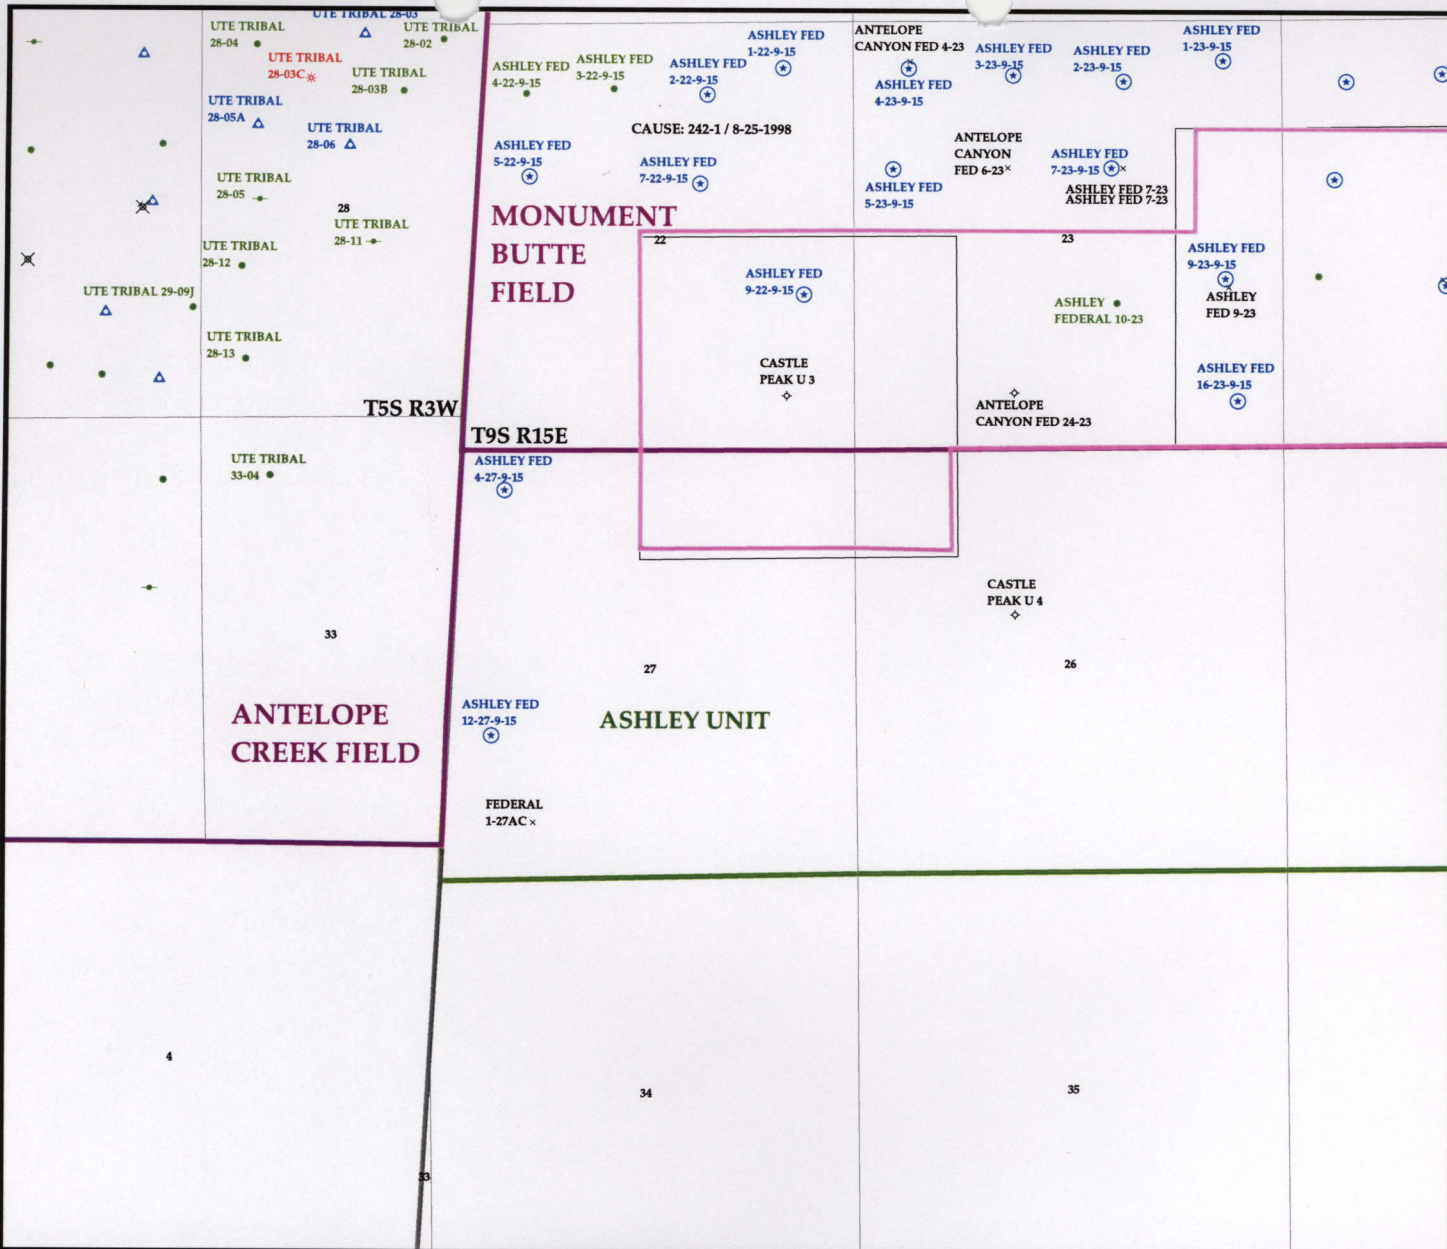 UTE TRIBAL 28-03
UTE TRIBAL
28-04
UTE TRIBAL
28-02
UTE TRIBAL
28-03C
UTE TRIBAL
28-03B
UTE TRIBAL
28-05A
UTE TRIBAL
28-06
UTE TRIBAL
28-05
28
UTE TRIBAL
28-11
UTE TRIBAL
28-12
UTE TRIBAL 29-09J
UTE TRIBAL
28-13
T5S R3W
UTE TRIBAL
33-04
33
ANTELOPE
CREEK FIELD
4
33
ASHLEY FED
4-22-9-15
ASHLEY FED
3-22-9-15
ASHLEY FED
2-22-9-15
ASHLEY FED
1-22-9-15
CAUSE: 242-1 / 8-25-1998
ASHLEY FED
5-22-9-15
ASHLEY FED
7-22-9-15
MONUMENT
BUTTE
FIELD
22
ASHLEY FED
9-22-9-15
CASTLE
PEAK U 3
T9S R15E
ANTELOPE
CANYON FED 4-23
ASHLEY FED
4-23-9-15
ASHLEY FED
3-23-9-15
ASHLEY FED
2-23-9-15
ASHLEY FED
1-23-9-15
ANTELOPE
CANYON
FED 6-23
ASHLEY FED
7-23-9-15
ASHLEY FED 7-23
ASHLEY FED 7-23
ASHLEY FED
5-23-9-15
23
ASHLEY FED
9-23-9-15
ASHLEY
FED 9-23
ASHLEY
FEDERAL 10-23
ASHLEY FED
16-23-9-15
ANTELOPE
CANYON FED 24-23
ASHLEY FED
4-27-9-15
CASTLE
PEAK U 4
27
26
ASHLEY FED
12-27-9-15
ASHLEY UNIT
FEDERAL
1-27AC
34
35